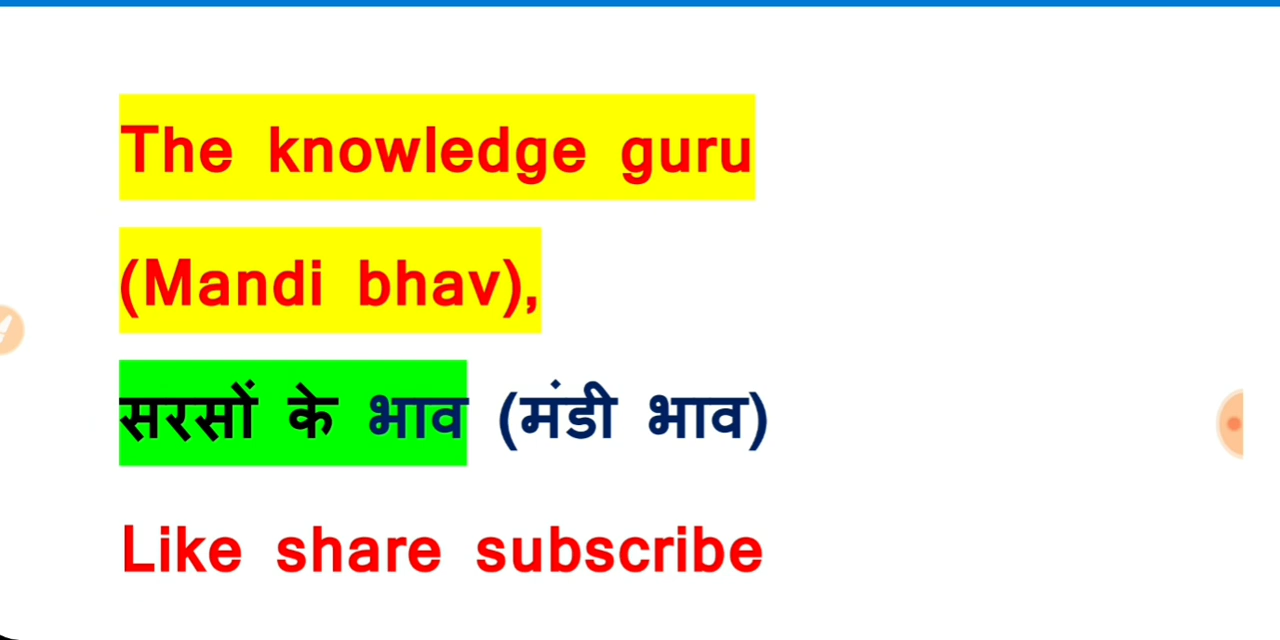 The knowledge guru
(Mandi bhav),
सरसों के भाव (मंडी भाव)
Like share subscribe